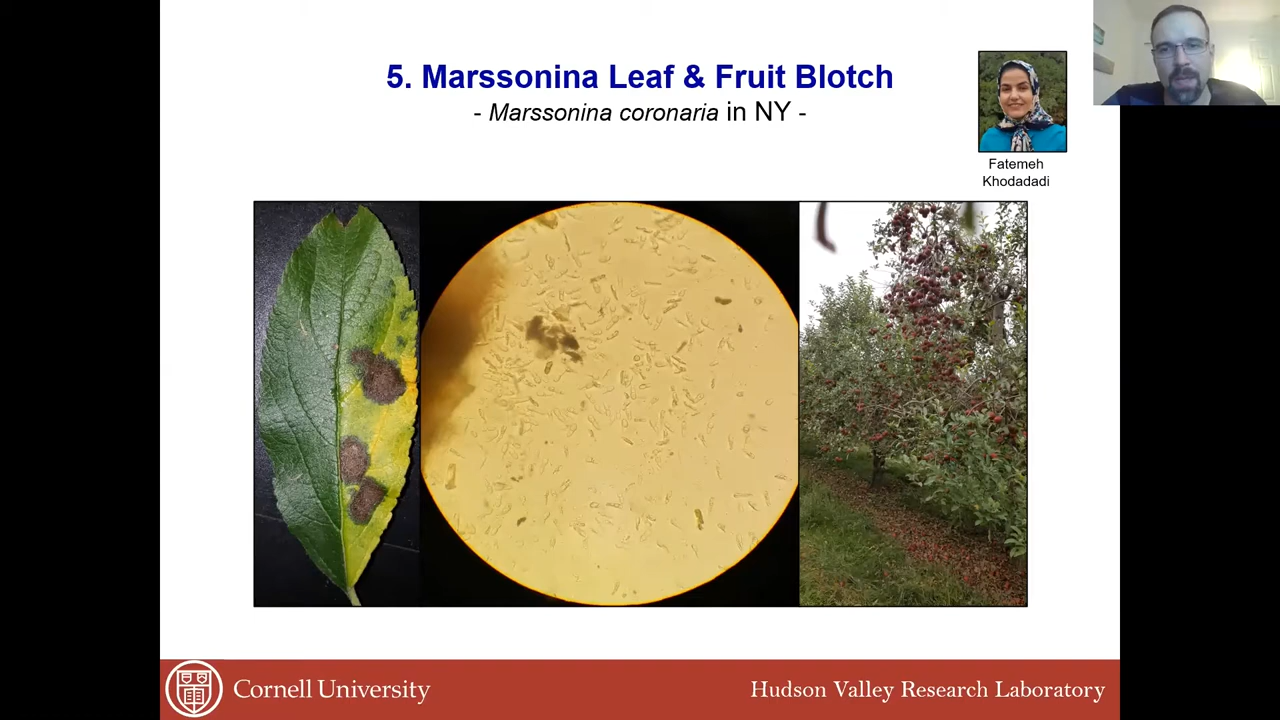 5. Marssonina Leaf & Fruit Blotch
- Marssonina coronaria in NY -
Fatemeh
Khodadadi
Cornell University
Hudson Valley Research Laboratory